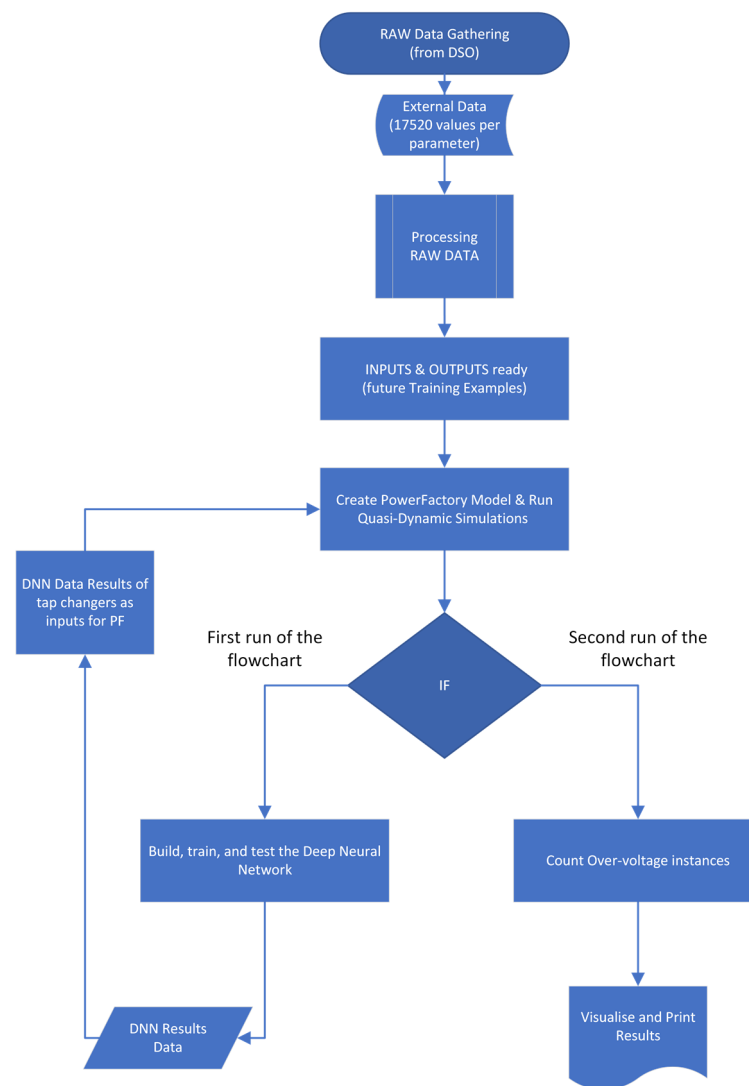 RAW Data Gathering
(from DSO)
External Data
(17520 values per
parameter)
Processing
RAW DATA
INPUTS & OUTPUTS ready
(future Training Examples)
Create PowerFactory Model & Run
Quasi-Dynamic Simulations
DNN Data Results of
tap changers as
inputs for PF
First run of the
flowchart
Second run of the
flowchart
IF
Build, train, and test the Deep Neural
Network
Count Over-voltage instances
DNN Results
Data
Visualise and Print
Results